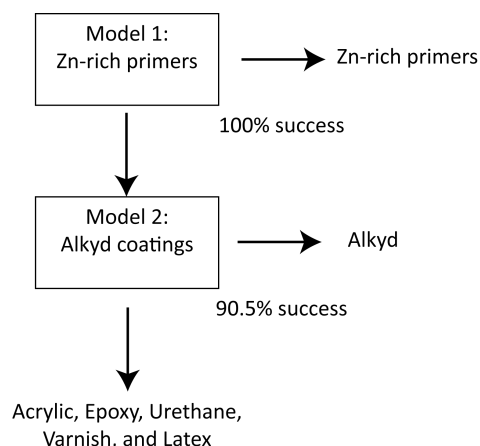 Model 1:
Zn-rich primers
Zn-rich primers
100% success
Model 2:
Alkyd coatings
Alkyd
90.5% success
Acrylic, Epoxy, Urethane,
Varnish, and Latex